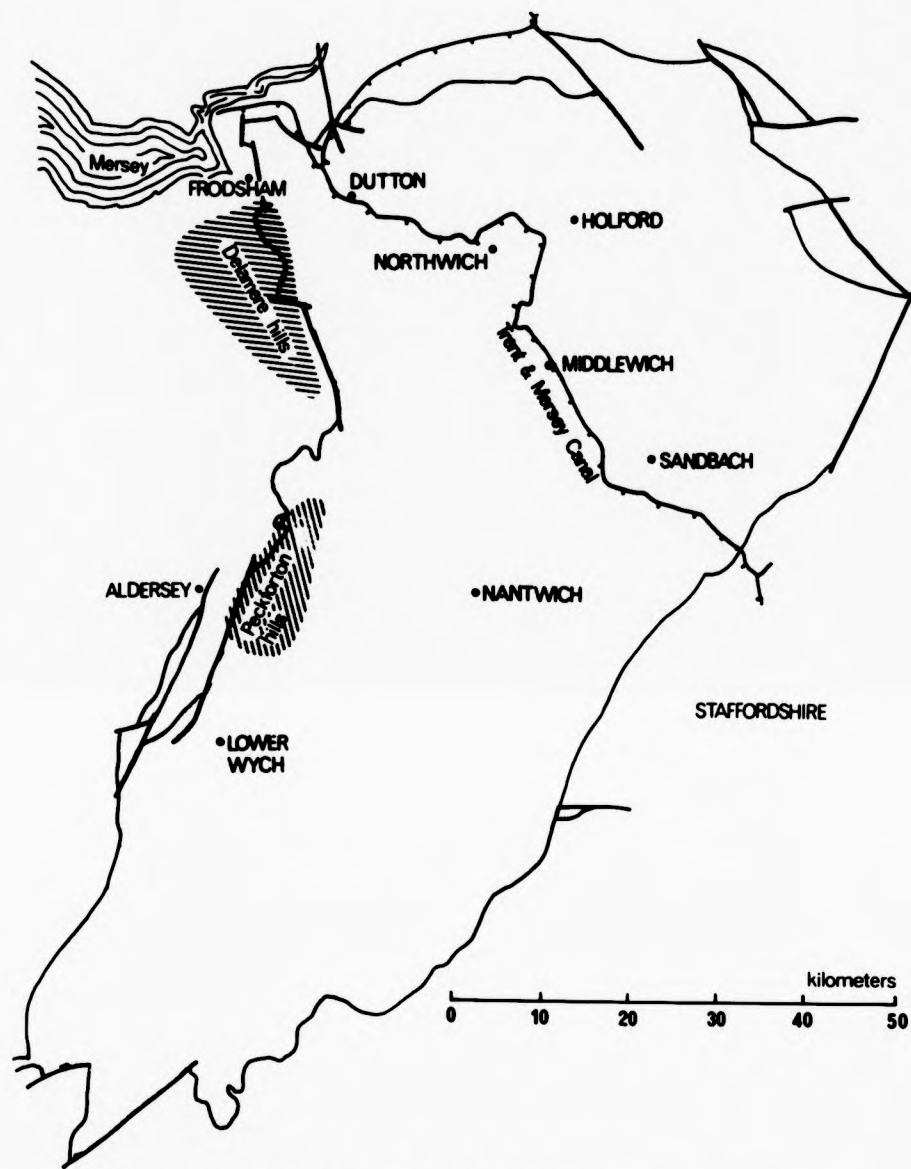 Mersey
FRODSHAM
DUTTON
HOLFORD
NORTHWICH
Delamere hills
Trent & Mersey Canal
MIDDLEWICH
SANDBACH
Peckforton
hills
ALDERSEY
NANTWICH
STAFFORDSHIRE
LOWER
WYCH
kilometers
0 10 20 30 40 50